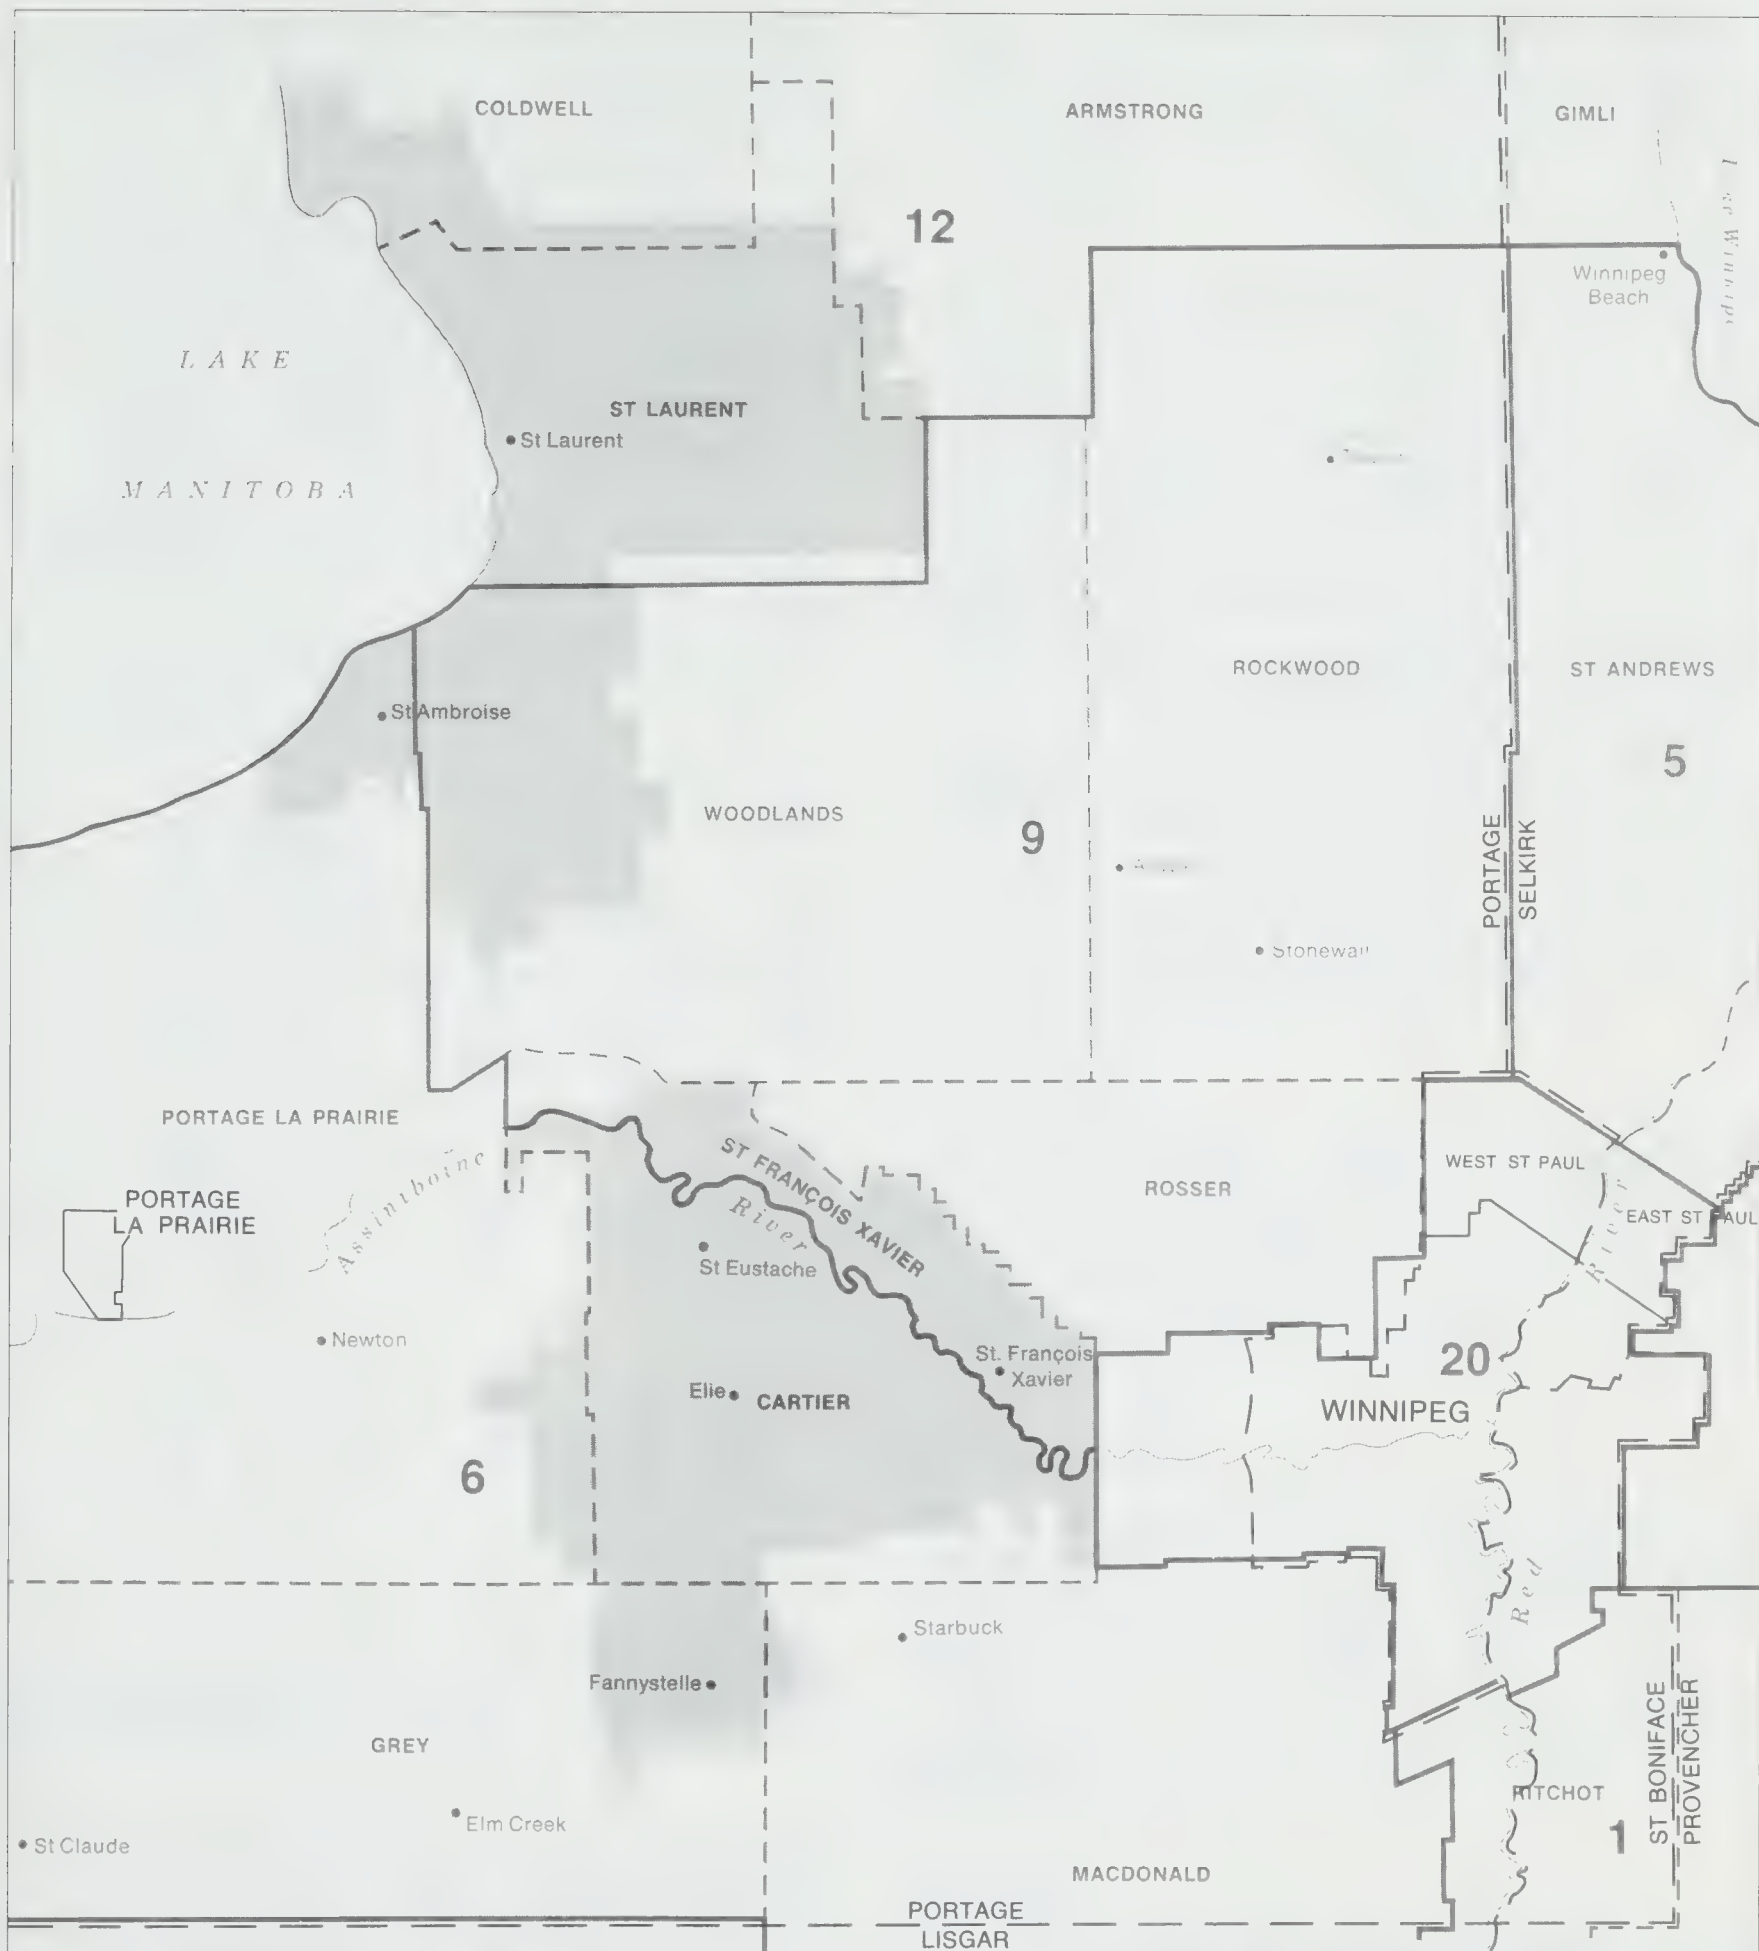 COLDWELL
ARMSTRONG
GIMLI
12
Winnipeg
Beach
LAKE
MANITOBA
ST LAURENT
St Laurent
ROCKWOOD
ST ANDREWS
St Ambroise
5
WOODLANDS
9
PORTAGE
SELKIRK
Stonewall
PORTAGE LA PRAIRIE
Assiniboine
ST FRANÇOIS XAVIER
River
WEST ST PAUL
ROSSER
PORTAGE
LA PRAIRIE
EAST ST PAUL
River
St Eustache
Newton
St. François
Xavier
20
Elie
CARTIER
WINNIPEG
6
Red
Starbuck
Fannystelle
ST BONIFACE
PROVENCHER
GREY
RITCHOT
Elm Creek
1
St Claude
MACDONALD
PORTAGE
LISGAR